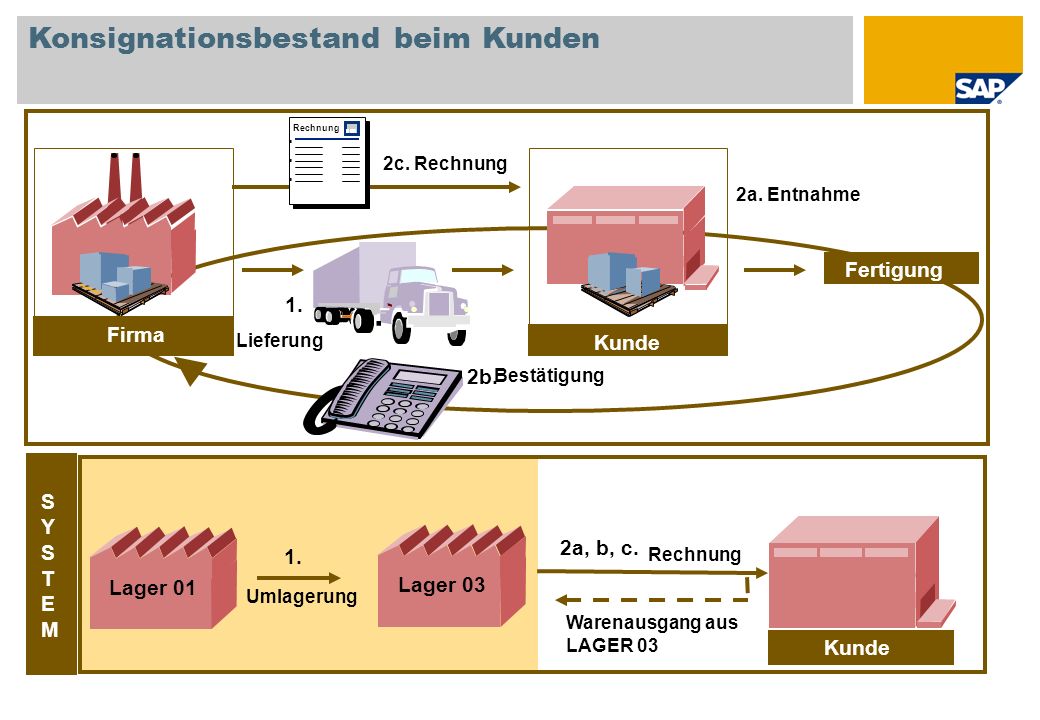 Konsignationsbestand beim Kunden
SAP
Rechnung
2c. Rechnung
2a. Entnahme
Fertigung
1.
Lieferung
Firma
Kunde
2b.
Bestätigung
SYSTEM
Lager 01
1.
Umlagerung
Lager 03
2a, b, c.
Rechnung
Warenausgang aus
LAGER 03
Kunde